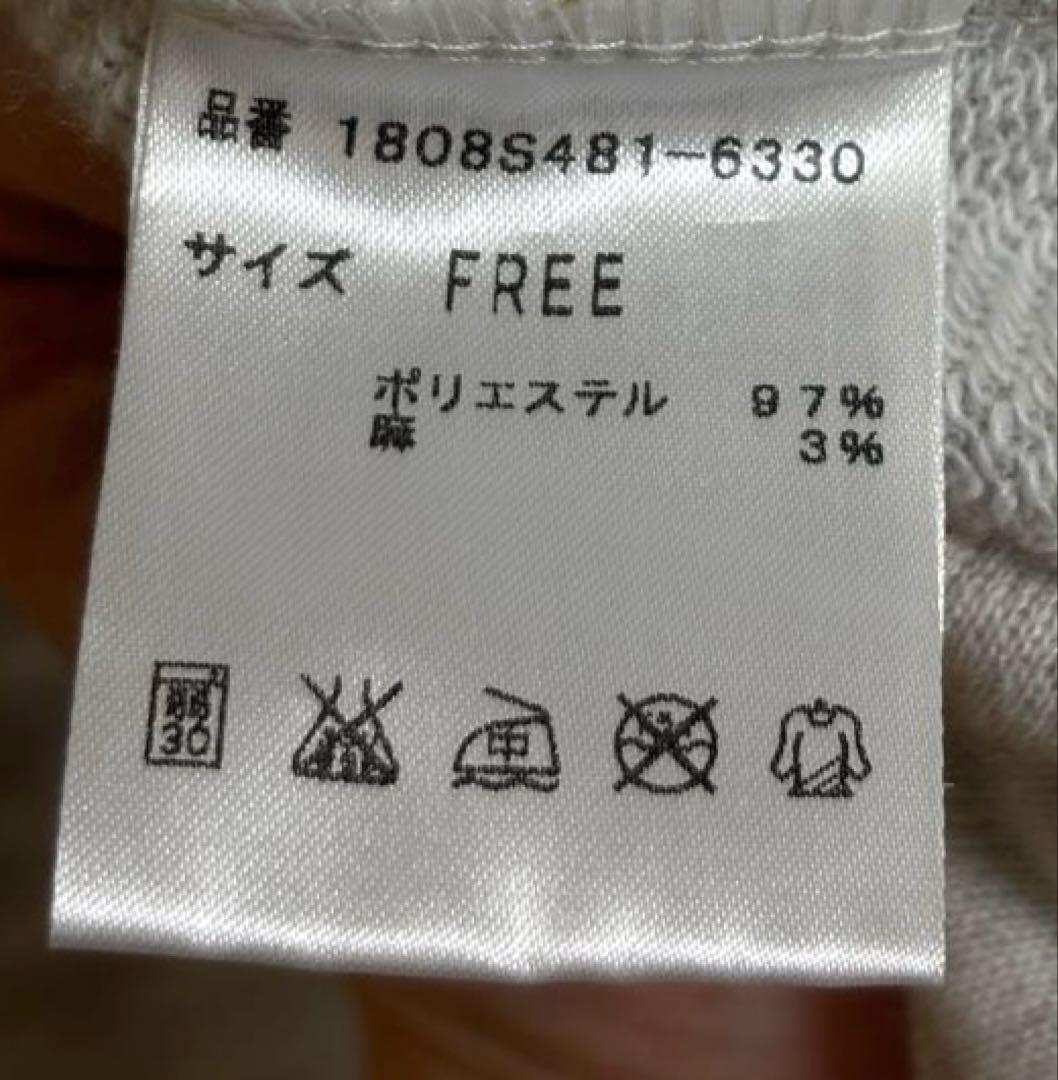 品番 1808S481-6330
サイズ FREE
ポリエステル 97%
麻 3%
弱 30 中